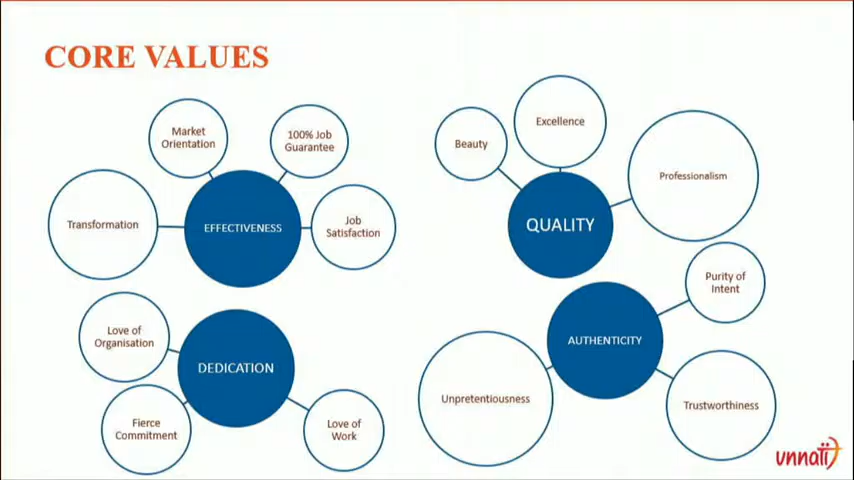 CORE VALUES
Market
Orientation
100% Job
Guarantee
Transformation
EFFECTIVENESS
Job
Satisfaction
Beauty
Excellence
Professionalism
QUALITY
Love of
Organisation
DEDICATION
Fierce
Commitment
Love of
Work
Purity of
Intent
AUTHENTICITY
Unpretentiousness
Trustworthiness
unnati